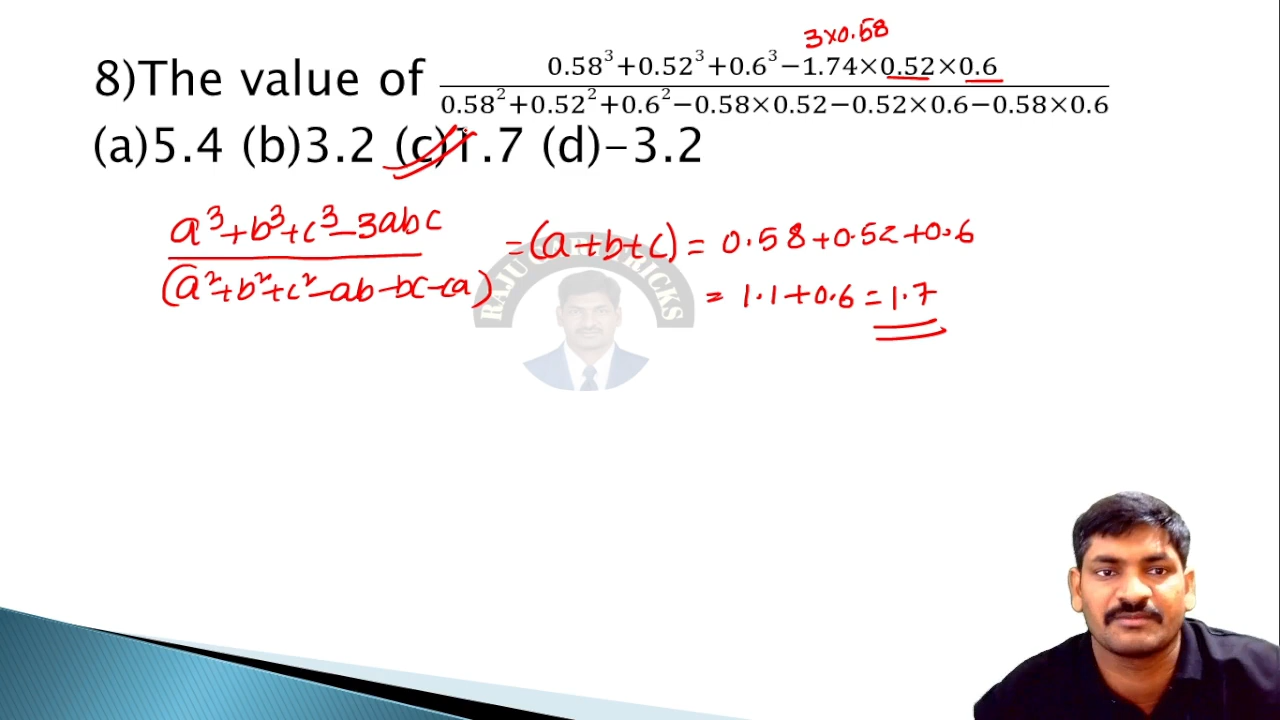 3×0.58
8)The value of 0.58³+0.52³+0.6³−1.74×0.52×0.6
0.58²+0.52²+0.6²−0.58×0.52−0.52×0.6−0.58×0.6
(a)5.4 (b)3.2 (c)1.7 (d)−3.2
a³+b³+c³−3abc
(a²+b²+c²−ab−bc−ca)
=(a+b+c) = 0.58+0.52+0.6
= 1.1+0.6=1.7